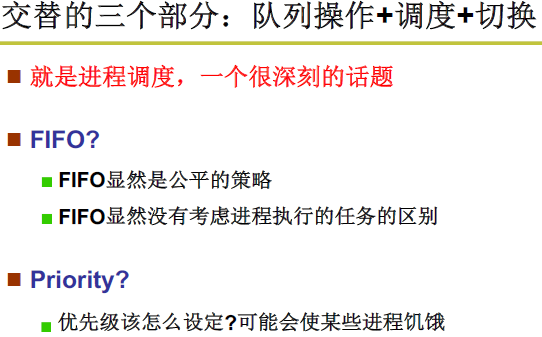 交替的三个部分：队列操作+调度+切换
就是进程调度，一个很深刻的话题
FIFO?
FIFO显然是公平的策略
FIFO显然没有考虑进程执行的任务的区别
Priority?
优先级该怎么设定?可能会使某些进程饥饿